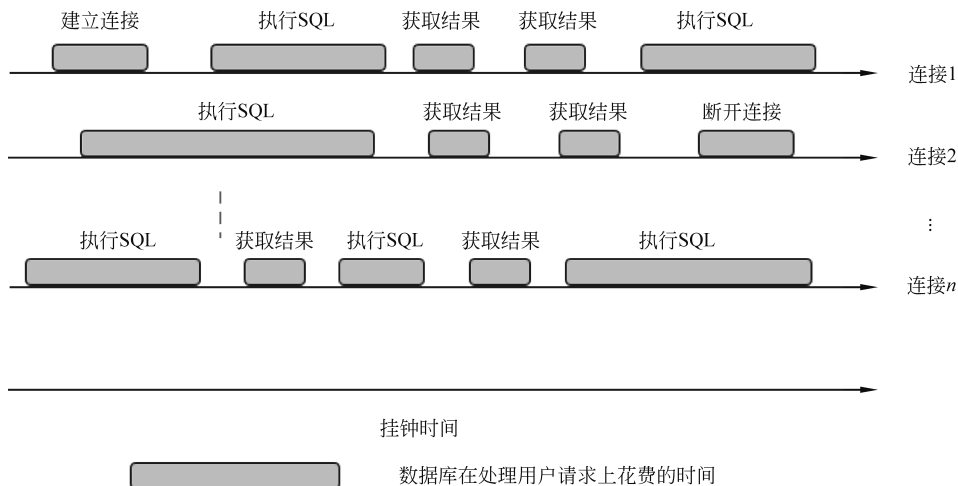 建立连接 执行SQL 获取结果 获取结果 执行SQL
连接1
执行SQL 获取结果 获取结果 断开连接
连接2
⋮
执行SQL 获取结果 执行SQL 获取结果 执行SQL
连接n
挂钟时间
数据库在处理用户请求上花费的时间